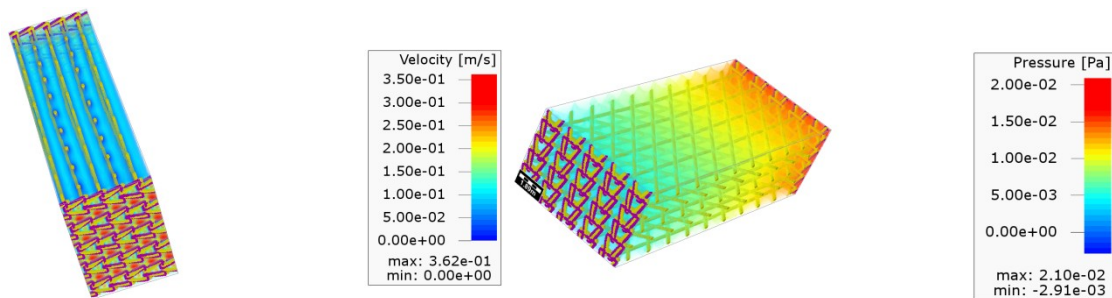 Velocity [m/s]
3.50e-01
3.00e-01
2.50e-01
2.00e-01
1.50e-01
1.00e-01
5.00e-02
0.00e+00
max: 3.62e-01
min: 0.00e+00
Pressure [Pa]
2.00e-02
1.50e-02
1.00e-02
5.00e-03
0.00e+00
max: 2.10e-02
min: -2.91e-03